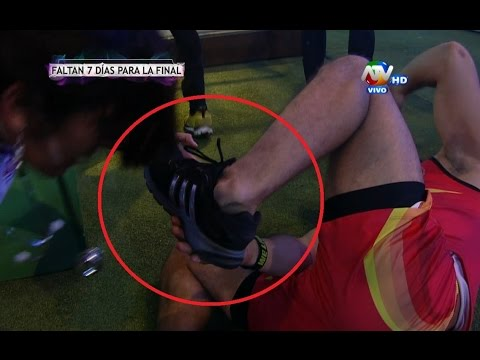 FALTAN 7 DÍAS PARA LA FINAL
ATV HD
VIVO